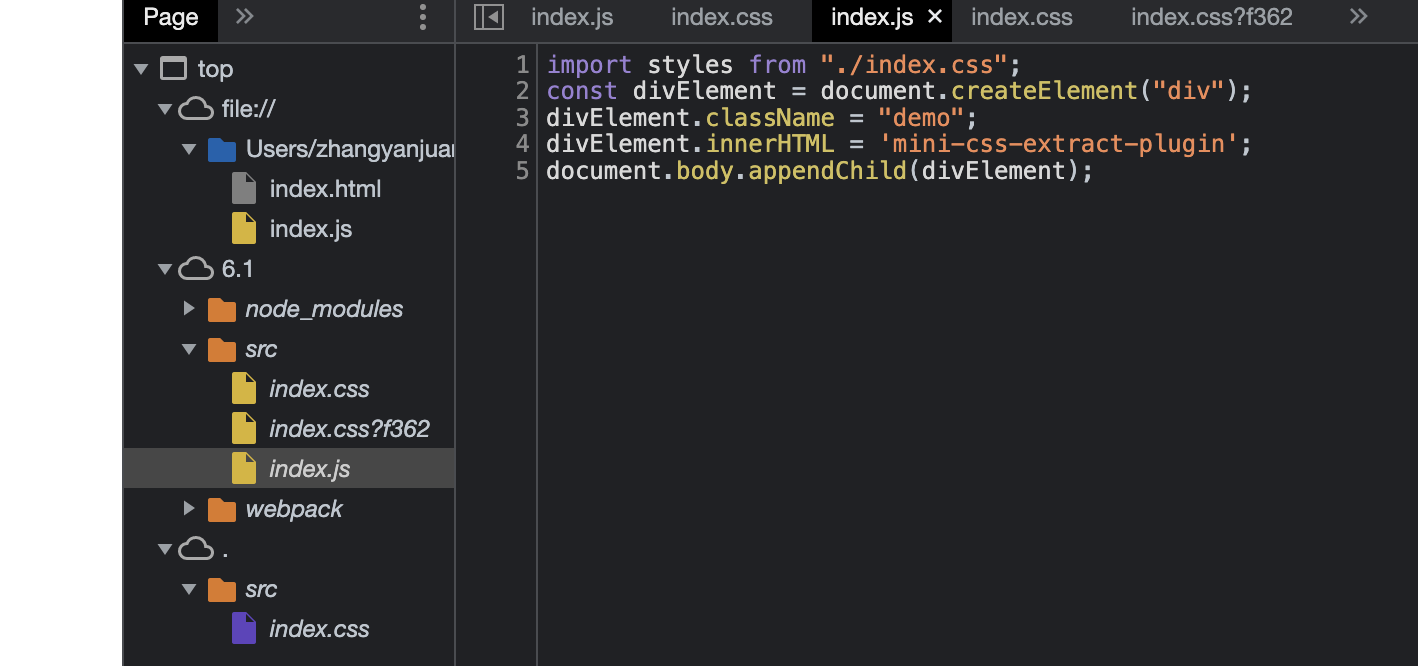 Page
index.js index.css index.js index.css index.css?f362
top
file://
Users/zhangyanjuar
index.html
index.js
6.1
node_modules
src
index.css
index.css?f362
index.js
webpack
.
src
index.css
1 import styles from "./index.css";
2 const divElement = document.createElement("div");
3 divElement.className = "demo";
4 divElement.innerHTML = 'mini-css-extract-plugin';
5 document.body.appendChild(divElement);